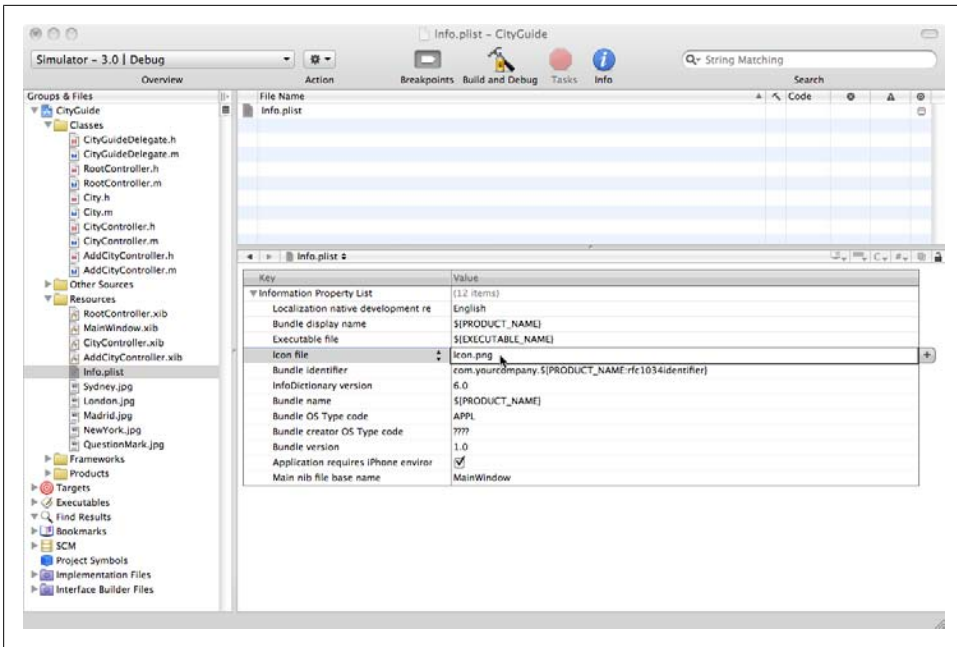 Info.plist - CityGuide
Simulator - 3.0 | Debug
String Matching
Overview Action Breakpoints Build and Debug Tasks Info Search
Groups & Files
CityGuide
Classes
CityGuideDelegate.h
CityGuideDelegate.m
RootController.h
RootController.m
City.h
City.m
CityController.h
CityController.m
AddCityController.h
AddCityController.m
Other Sources
Resources
RootController.xib
MainWindow.xib
CityController.xib
AddCityController.xib
Info.plist
Sydney.jpg
London.jpg
Madrid.jpg
NewYork.jpg
QuestionMark.jpg
Frameworks
Products
Targets
Executables
Find Results
Bookmarks
SCM
Project Symbols
Implementation Files
Interface Builder Files
File Name Code
Info.plist
Info.plist C #
Key Value
Information Property List (12 items)
Localization native development re English
Bundle display name ${PRODUCT_NAME}
Executable file ${EXECUTABLE_NAME}
Icon file Icon.png
Bundle identifier com.yourcompany.${PRODUCT_NAME:rfc1034identifier}
InfoDictionary version 6.0
Bundle name ${PRODUCT_NAME}
Bundle OS Type code APPL
Bundle creator OS Type code ????
Bundle version 1.0
Application requires iPhone enviror
Main nib file base name MainWindow